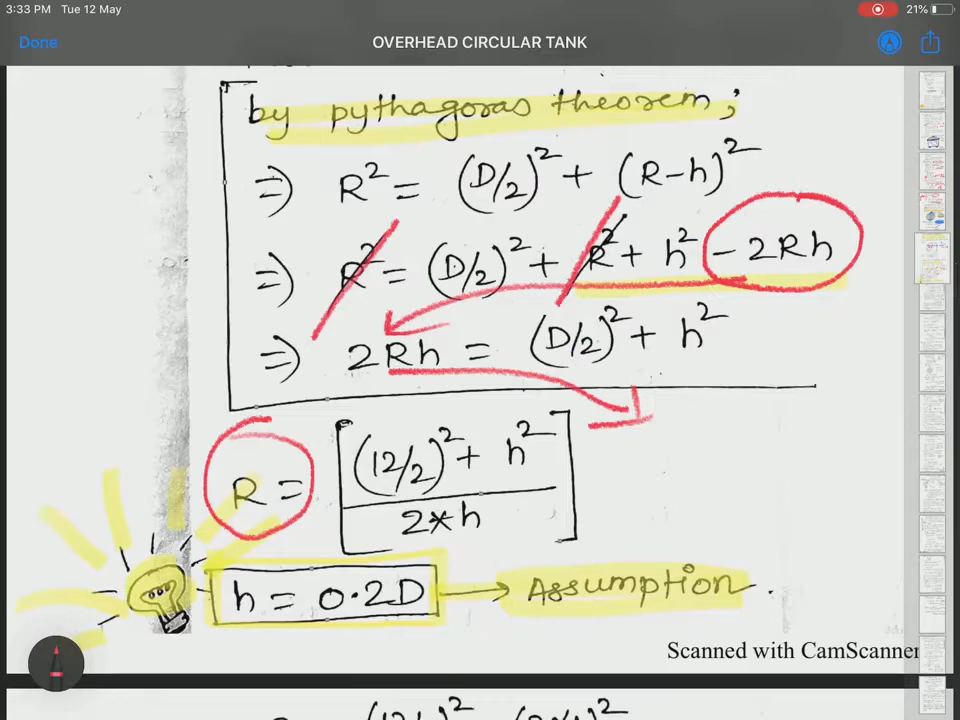 3:33 PM Tue 12 May
21%
Done
OVERHEAD CIRCULAR TANK
by pythagoras theorem;
⇒ R² = (D/2)² + (R-h)²
⇒ R² = (D/2)² + R² + h² - 2Rh
⇒ 2Rh = (D/2)² + h²
R = [(12/2)² + h² / 2*h]
h = 0.2D → Assumption.
Scanned with CamScanner